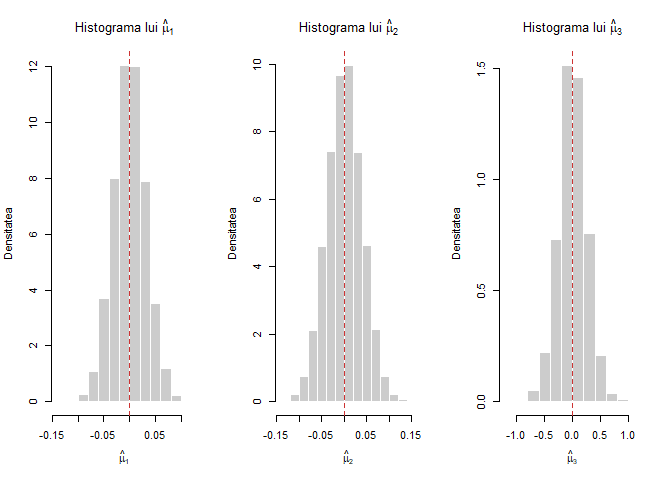 Histograma lui μ̂₁
Densitatea
0 2 4 6 8 10 12
-0.15 -0.05 0.05
μ̂₁
Histograma lui μ̂₂
Densitatea
0 2 4 6 8 10
-0.15 -0.05 0.05 0.15
μ̂₂
Histograma lui μ̂₃
Densitatea
0.0 0.5 1.0 1.5
-1.0 -0.5 0.0 0.5 1.0
μ̂₃